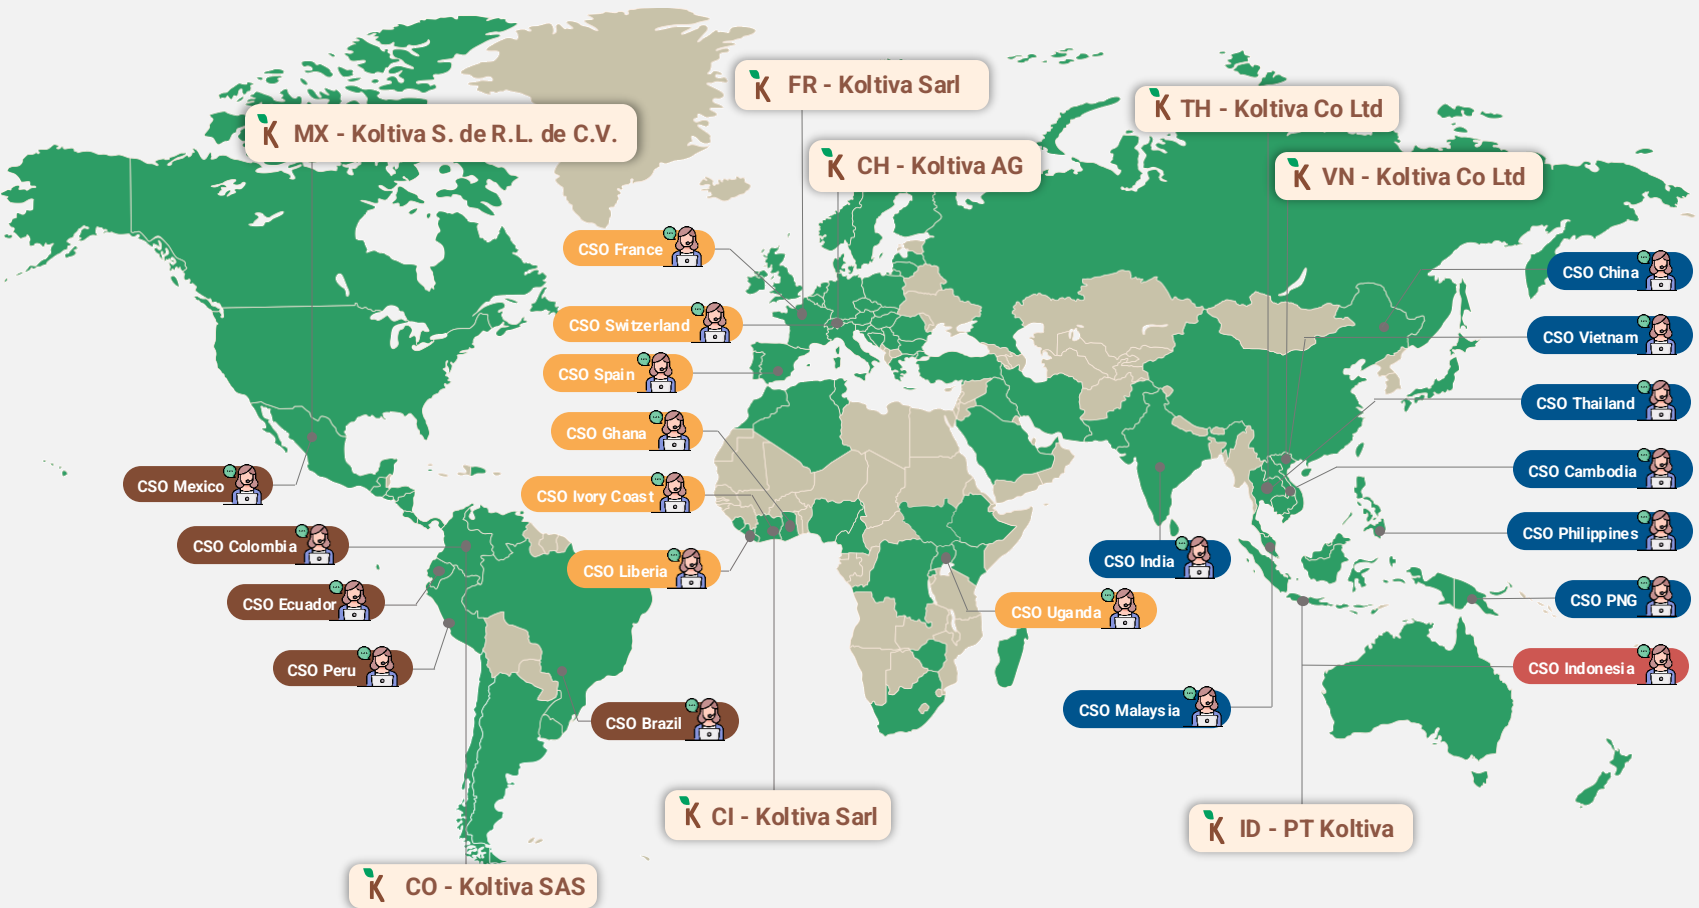 FR - Koltiva Sarl
TH - Koltiva Co Ltd
MX - Koltiva S. de R.L. de C.V.
CH - Koltiva AG
VN - Koltiva Co Ltd
CSO France
CSO China
CSO Switzerland
CSO Vietnam
CSO Spain
CSO Thailand
CSO Ghana
CSO Cambodia
CSO Mexico
CSO Ivory Coast
CSO Philippines
CSO Colombia
CSO India
CSO Liberia
CSO Ecuador
CSO Uganda
CSO PNG
CSO Peru
CSO Indonesia
CSO Brazil
CSO Malaysia
CI - Koltiva Sarl
ID - PT Koltiva
CO - Koltiva SAS